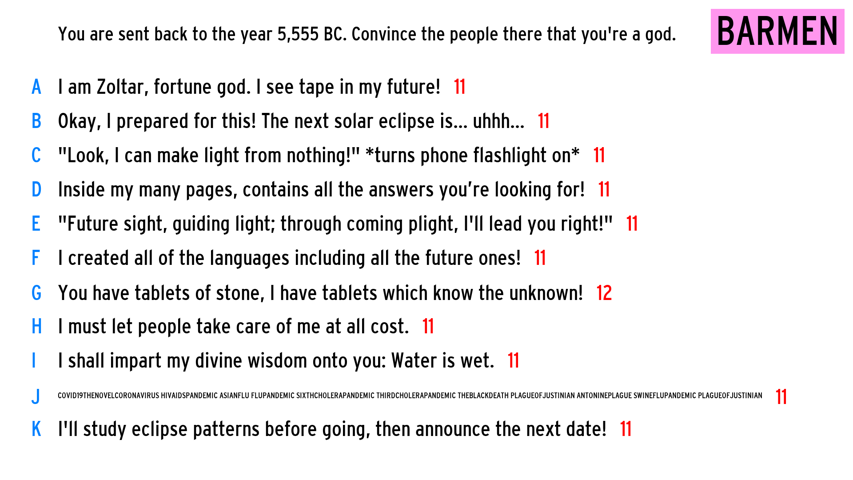 You are sent back to the year 5,555 BC. Convince the people there that you're a god.
BARMEN
A I am Zoltar, fortune god. I see tape in my future! 11
B Okay, I prepared for this! The next solar eclipse is... uhhh... 11
C "Look, I can make light from nothing!" *turns phone flashlight on* 11
D Inside my many pages, contains all the answers you’re looking for! 11
E "Future sight, guiding light; through coming plight, I'll lead you right!" 11
F I created all of the languages including all the future ones! 11
G You have tablets of stone, I have tablets which know the unknown! 12
H I must let people take care of me at all cost. 11
I I shall impart my divine wisdom onto you: Water is wet. 11
J COVID19THENOVELCORONAVIRUS HIVAIDSPANDEMIC ASIANFLU FLUPANDEMIC SIXTHCHOLERAPANDEMIC THIRDCHOLERAPANDEMIC THEBLACKDEATH PLAGUEOFJUSTINIAN ANTONINEPLAGUE SWINEFLUPANDEMIC PLAGUEOFJUSTINIAN 11
K I'll study eclipse patterns before going, then announce the next date! 11